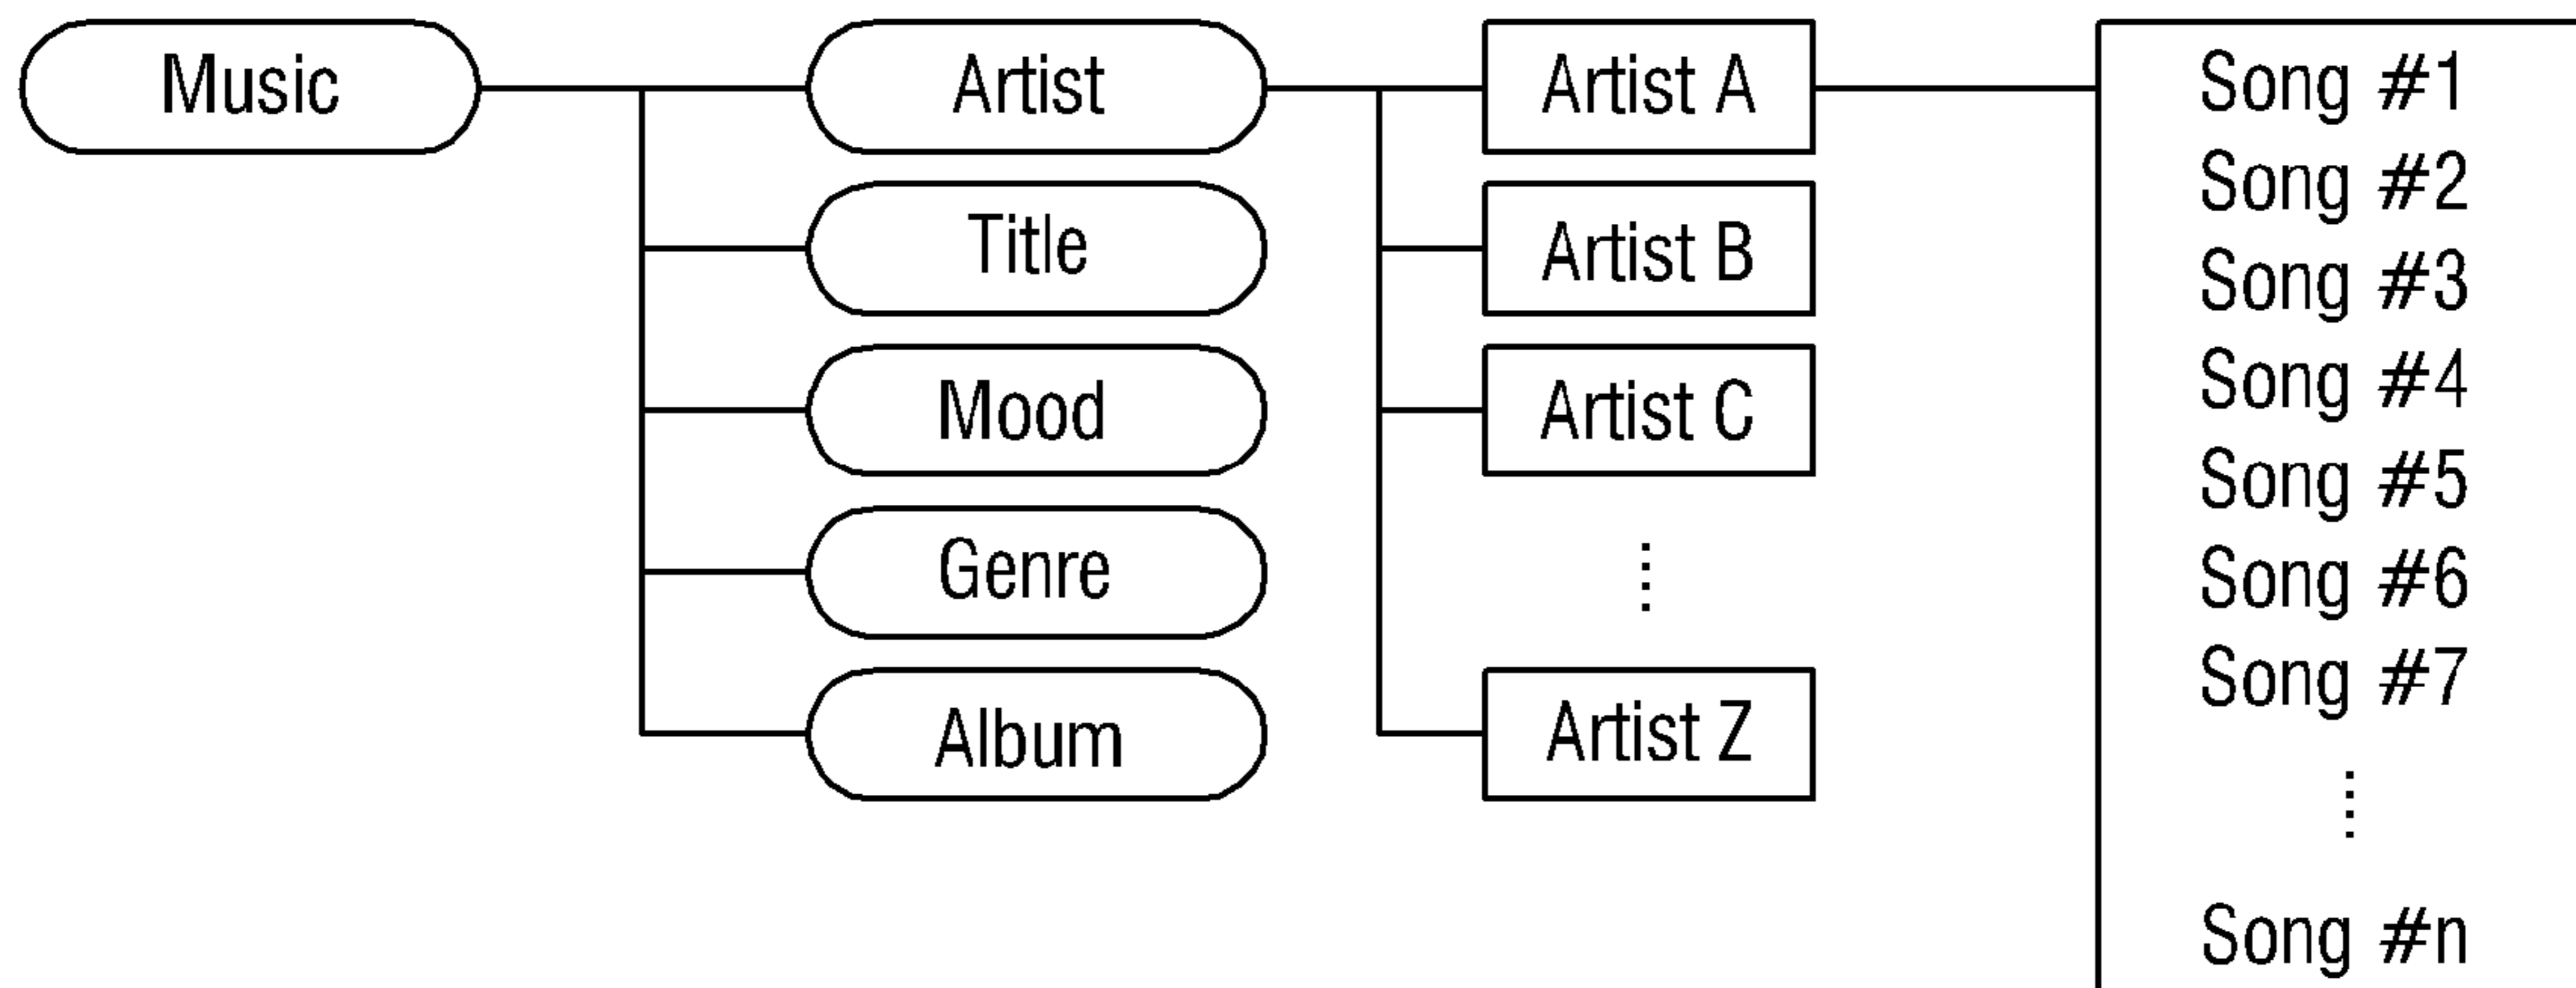 Music
Artist
Title
Mood
Genre
Album
Artist A
Artist B
Artist C
⋮
Artist Z
Song #1
Song #2
Song #3
Song #4
Song #5
Song #6
Song #7
⋮
Song #n